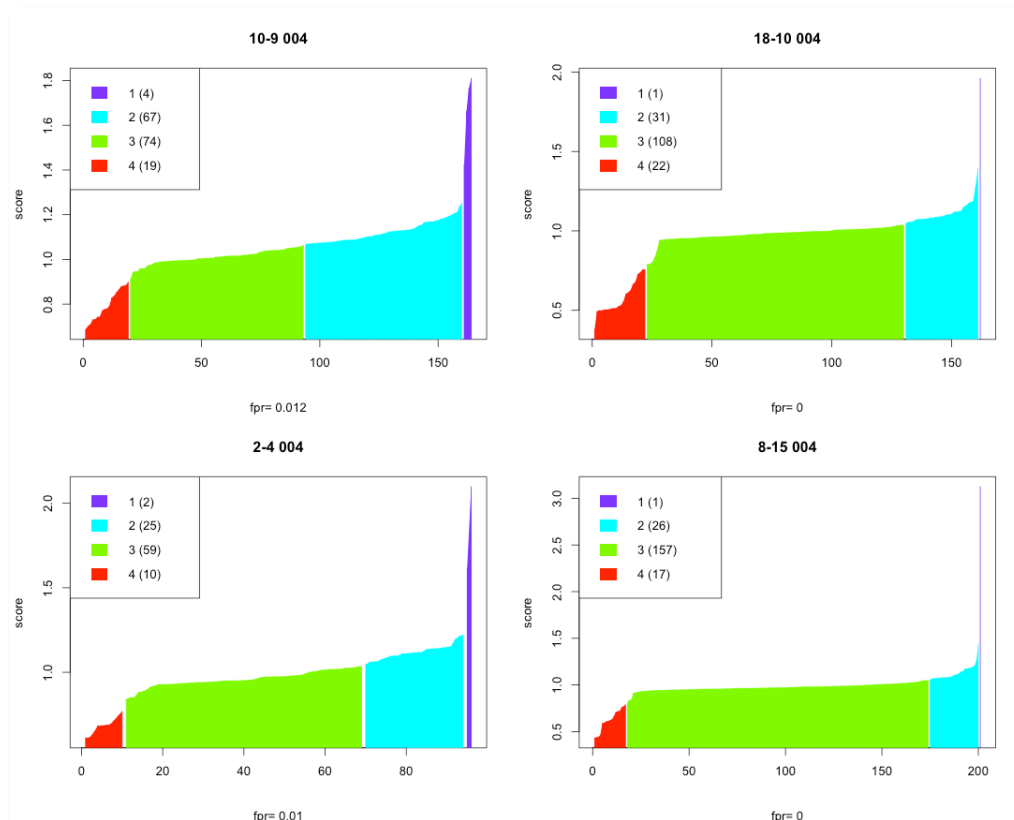 10-9 004
score
0.8 1.0 1.2 1.4 1.6 1.8
1 (4)
2 (67)
3 (74)
4 (19)
0 50 100 150
fpr= 0.012
18-10 004
score
0.5 1.0 1.5 2.0
1 (1)
2 (31)
3 (108)
4 (22)
0 50 100 150
fpr= 0
2-4 004
score
1.0 1.5 2.0
1 (2)
2 (25)
3 (59)
4 (10)
0 20 40 60 80
fpr= 0.01
8-15 004
score
0.5 1.0 1.5 2.0 2.5 3.0
1 (1)
2 (26)
3 (157)
4 (17)
0 50 100 150 200
fpr= 0